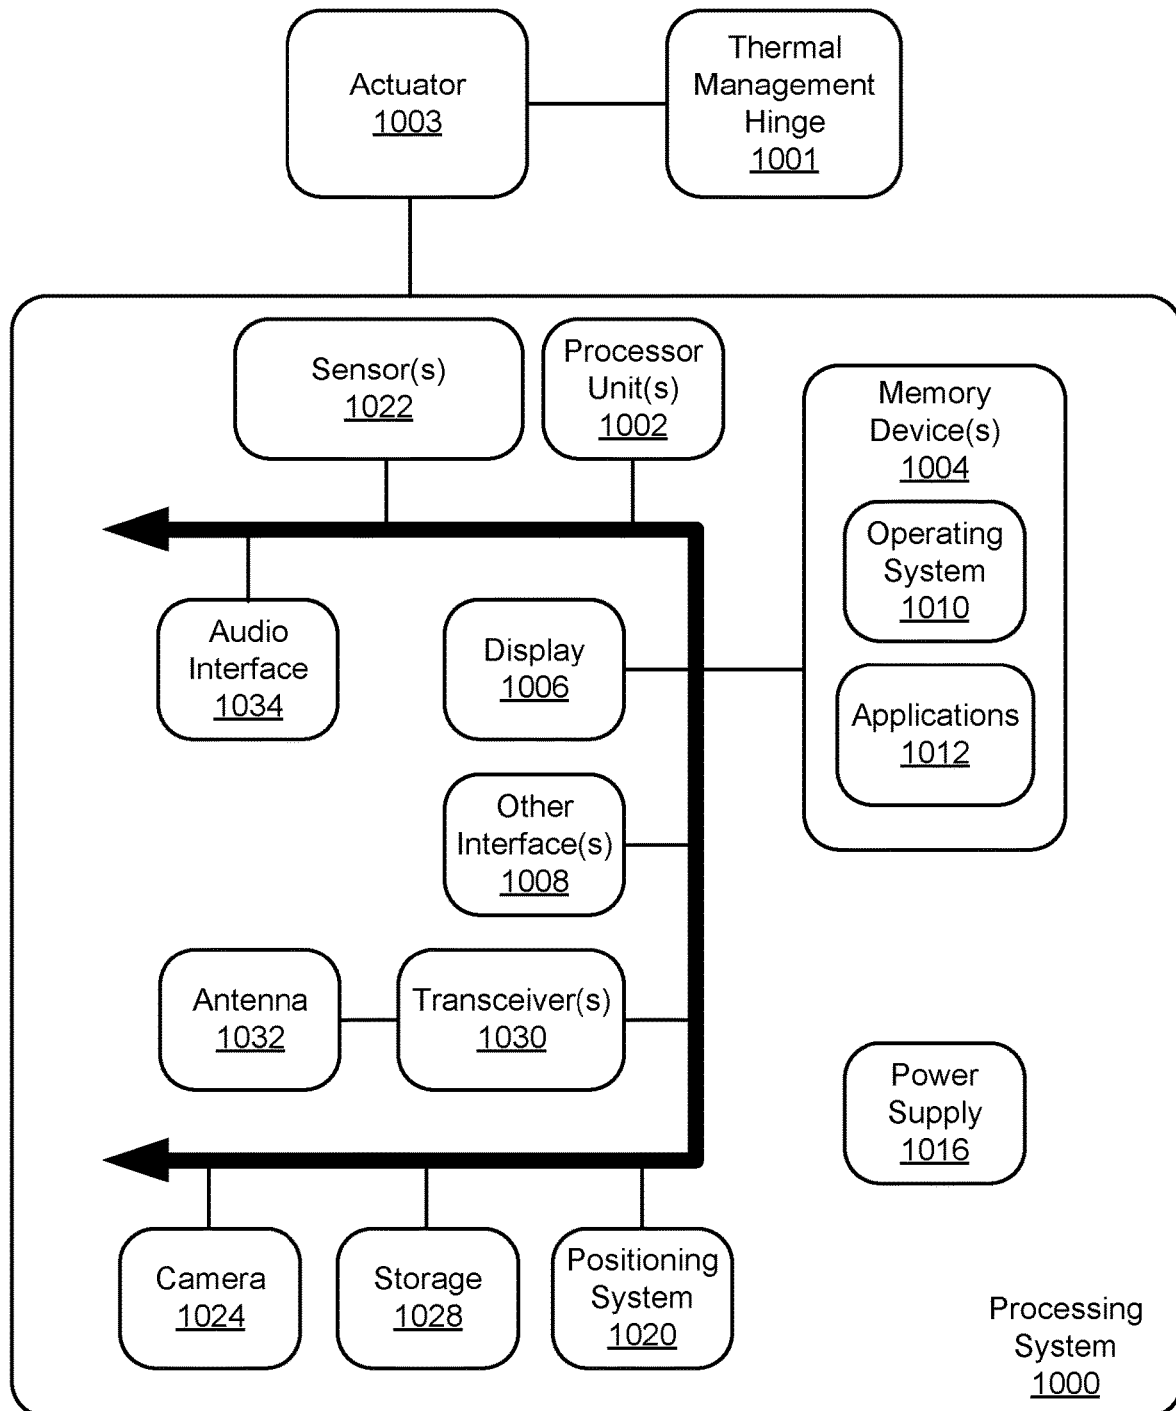 Actuator
1003
Thermal
Management
Hinge
1001
Sensor(s)
1022
Processor
Unit(s)
1002
Memory
Device(s)
1004
Operating
System
1010
Applications
1012
Audio
Interface
1034
Display
1006
Other
Interface(s)
1008
Antenna
1032
Transceiver(s)
1030
Power
Supply
1016
Camera
1024
Storage
1028
Positioning
System
1020
Processing
System
1000